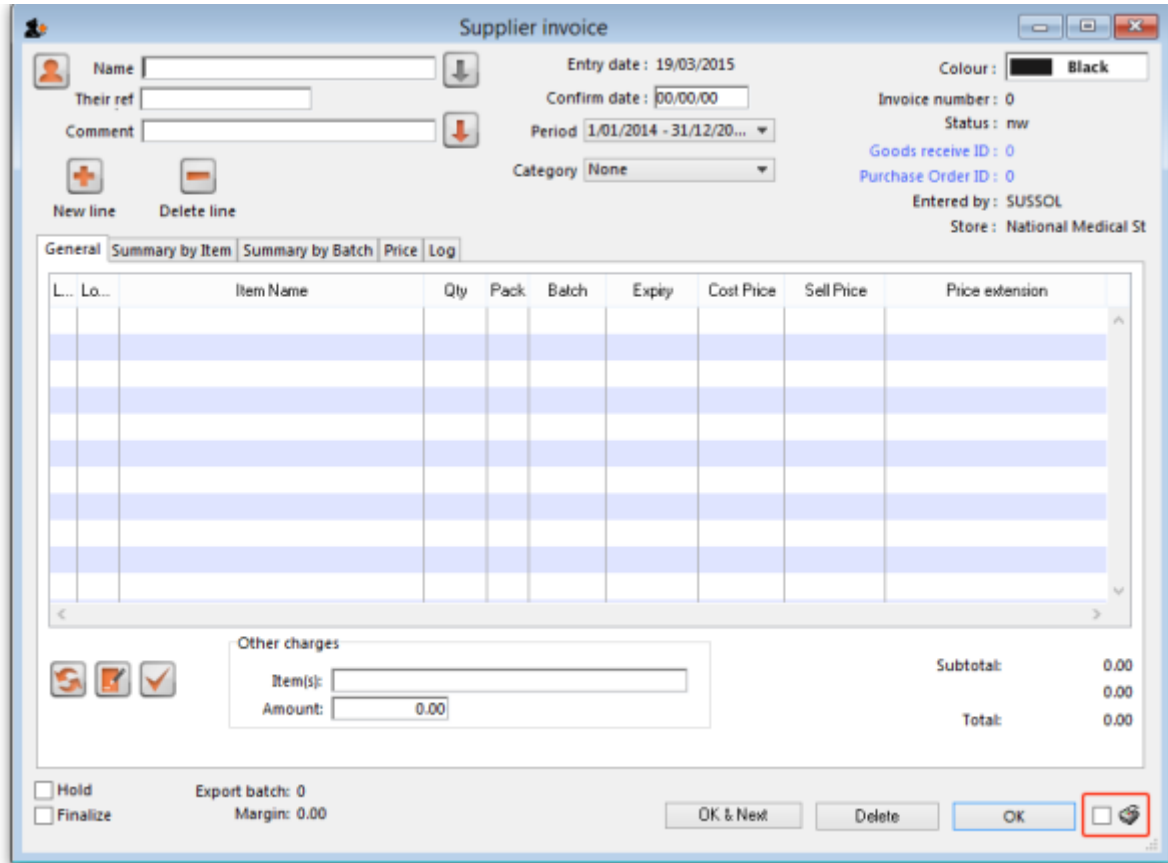 Supplier invoice
Name
Entry date : 19/03/2015
Colour : Black
Their ref
Confirm date : 00/00/00
Invoice number : 0
Comment
Period 1/01/2014 - 31/12/20...
Status : nw
Goods receive ID : 0
Category None
Purchase Order ID : 0
Entered by : SUSSOL
New line Delete line
Store : National Medical St
General Summary by Item Summary by Batch Price Log
L... Lo... Item Name Qty Pack Batch Expiry Cost Price Sell Price Price extension
Other charges
Item(s):
Amount: 0.00
Subtotal: 0.00
0.00
Total: 0.00
Hold
Export batch: 0
Finalize
Margin: 0.00
OK & Next Delete OK